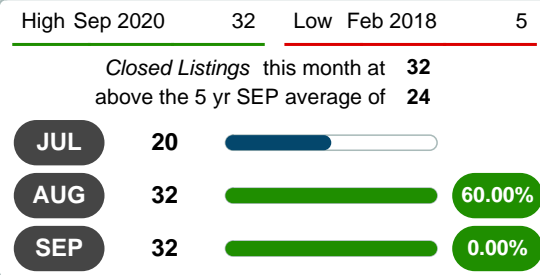 High Sep 2020 32 Low Feb 2018 5
Closed Listings this month at 32
above the 5 yr SEP average of 24
JUL 20
AUG 32 60.00%
SEP 32 0.00%